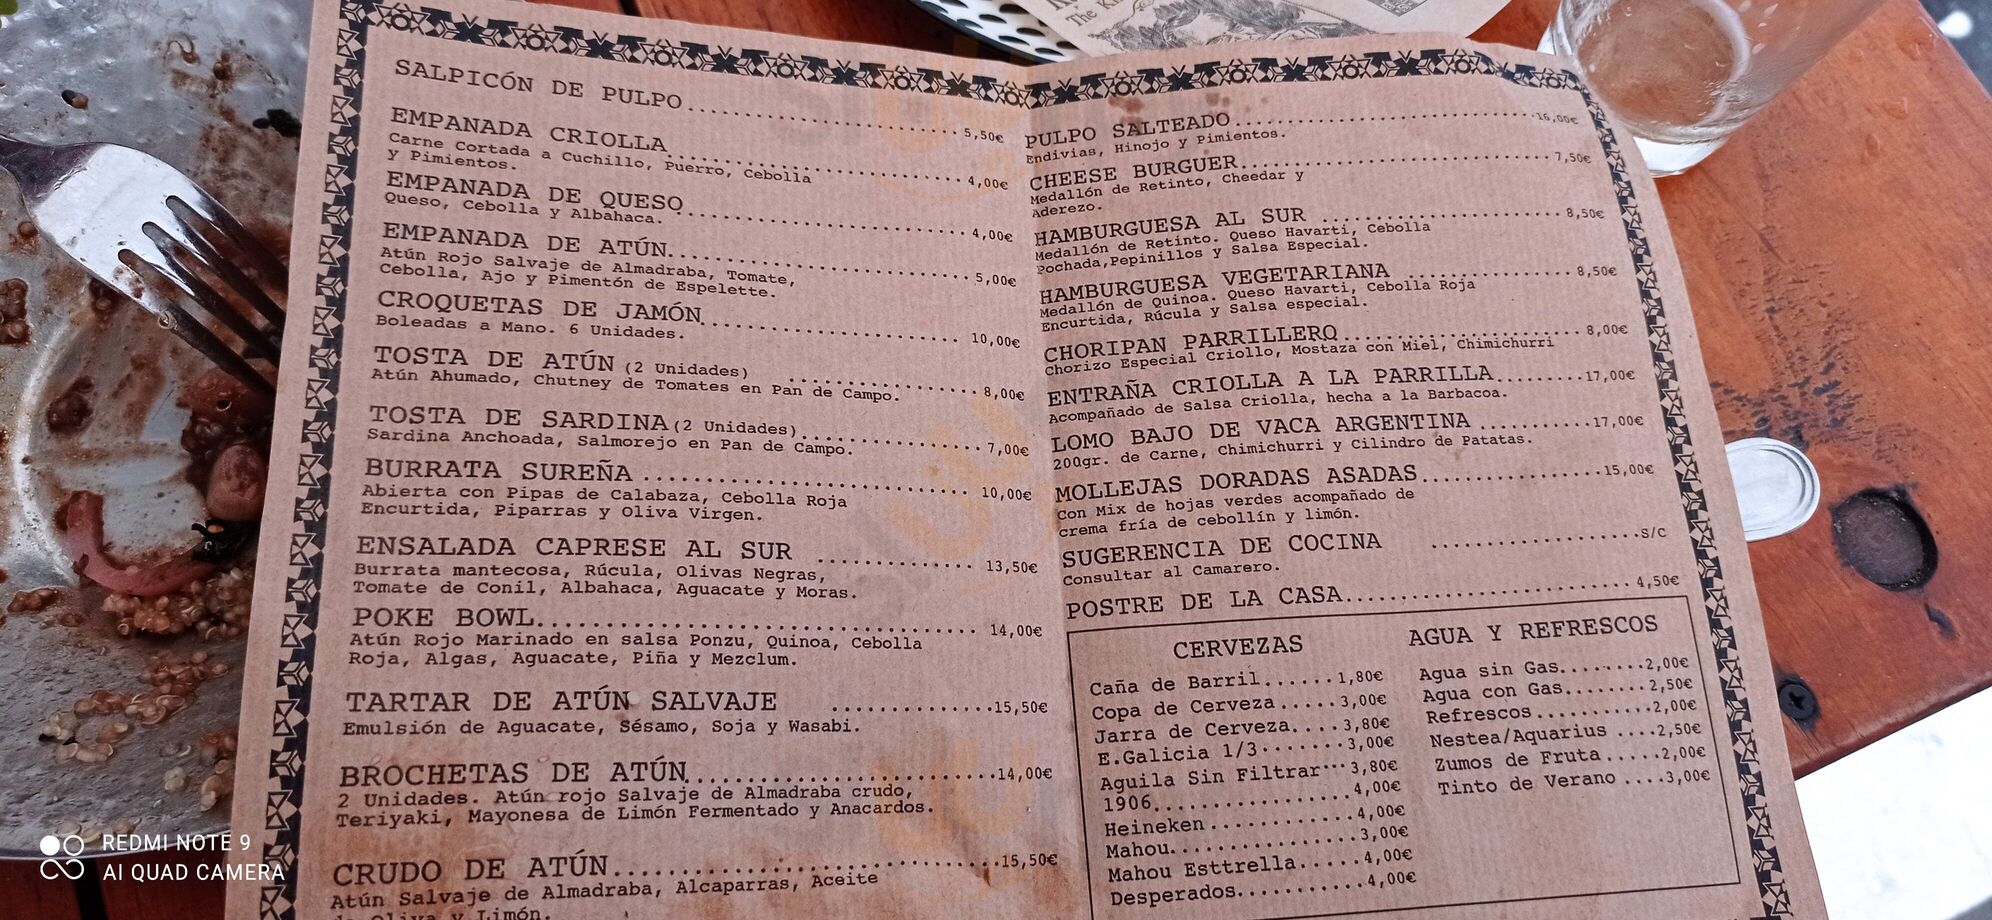 SALPICÓN DE PULPO............................5,50€
EMPANADA CRIOLLA............................4,00€
Carne Cortada a Cuchillo, Puerro, Cebolla
y Pimientos.
EMPANADA DE QUESO............................4,00€
Queso, Cebolla y Albahaca.
EMPANADA DE ATÚN............................5,00€
Atún Rojo Salvaje de Almadraba, Tomate,
Cebolla, Ajo y Pimentón de Espelette.
CROQUETAS DE JAMÓN............................10,00€
Boleadas a Mano. 6 Unidades.
TOSTA DE ATÚN (2 Unidades) ....................8,00€
Atún Ahumado, Chutney de Tomates en Pan de Campo.
TOSTA DE SARDINA(2 Unidades)....................7,00€
Sardina Anchoada, Salmorejo en Pan de Campo.
BURRATA SUREÑA ............................10,00€
Abierta con Pipas de Calabaza, Cebolla Roja
Encurtida, Piparras y Oliva Virgen.
ENSALADA CAPRESE AL SUR ..............13,50€
Burrata mantecosa, Rúcula, Olivas Negras,
Tomate de Conil, Albahaca, Aguacate y Moras.
POKE BOWL....................................14,00€
Atún Rojo Marinado en salsa Ponzu, Quinoa, Cebolla
Roja, Algas, Aguacate, Piña y Mezclum.
TARTAR DE ATÚN SALVAJE ..............15,50€
Emulsión de Aguacate, Sésamo, Soja y Wasabi.
BROCHETAS DE ATÚN..........................14,00€
2 Unidades. Atún rojo Salvaje de Almadraba crudo,
Teriyaki, Mayonesa de Limón Fermentado y Anacardos.
CRUDO DE ATÚN..............................15,50€
Atún Salvaje de Almadraba, Alcaparras, Aceite
de Oliva y Limón.
PULPO SALTEADO..............................16,00€
Endivias, Hinojo y Pimientos.
CHEESE BURGUER..............................7,50€
Medallón de Retinto, Cheedar y
Aderezo.
HAMBURGUESA AL SUR ......................8,50€
Medallón de Retinto. Queso Havarti, Cebolla
Pochada,Pepinillos y Salsa Especial.
HAMBURGUESA VEGETARIANA ..............8,50€
Medallón de Quinoa. Queso Havarti, Cebolla Roja
Encurtida, Rúcula y Salsa especial.
CHORIPAN PARRILLERO......................8,00€
Chorizo Especial Criollo, Mostaza con Miel, Chimichurri
ENTRAÑA CRIOLLA A LA PARRILLA.........17,00€
Acompañado de Salsa Criolla, hecha a la Barbacoa.
LOMO BAJO DE VACA ARGENTINA ...........17,00€
200gr. de Carne, Chimichurri y Cilindro de Patatas.
MOLLEJAS DORADAS ASADAS...............15,00€
Con Mix de hojas verdes acompañado de
crema fría de cebollín y limón.
SUGERENCIA DE COCINA ..................S/C
Consultar al Camarero.
POSTRE DE LA CASA..........................4,50€
CERVEZAS
Caña de Barril......1,80€
Copa de Cerveza.....3,00€
Jarra de Cerveza....3,80€
E.Galicia 1/3.......3,00€
Aguila Sin Filtrar...3,80€
1906................4,00€
Heineken............4,00€
Mahou...............3,00€
Mahou Esttrella.....4,00€
Desperados..........4,00€
AGUA Y REFRESCOS
Agua sin Gas........2,00€
Agua con Gas.......2,50€
Refrescos..........2,00€
Nestea/Aquarius ....2,50€
Zumos de Fruta.....2,00€
Tinto de Verano ....3,00€
REDMI NOTE 9
AI QUAD CAMERA